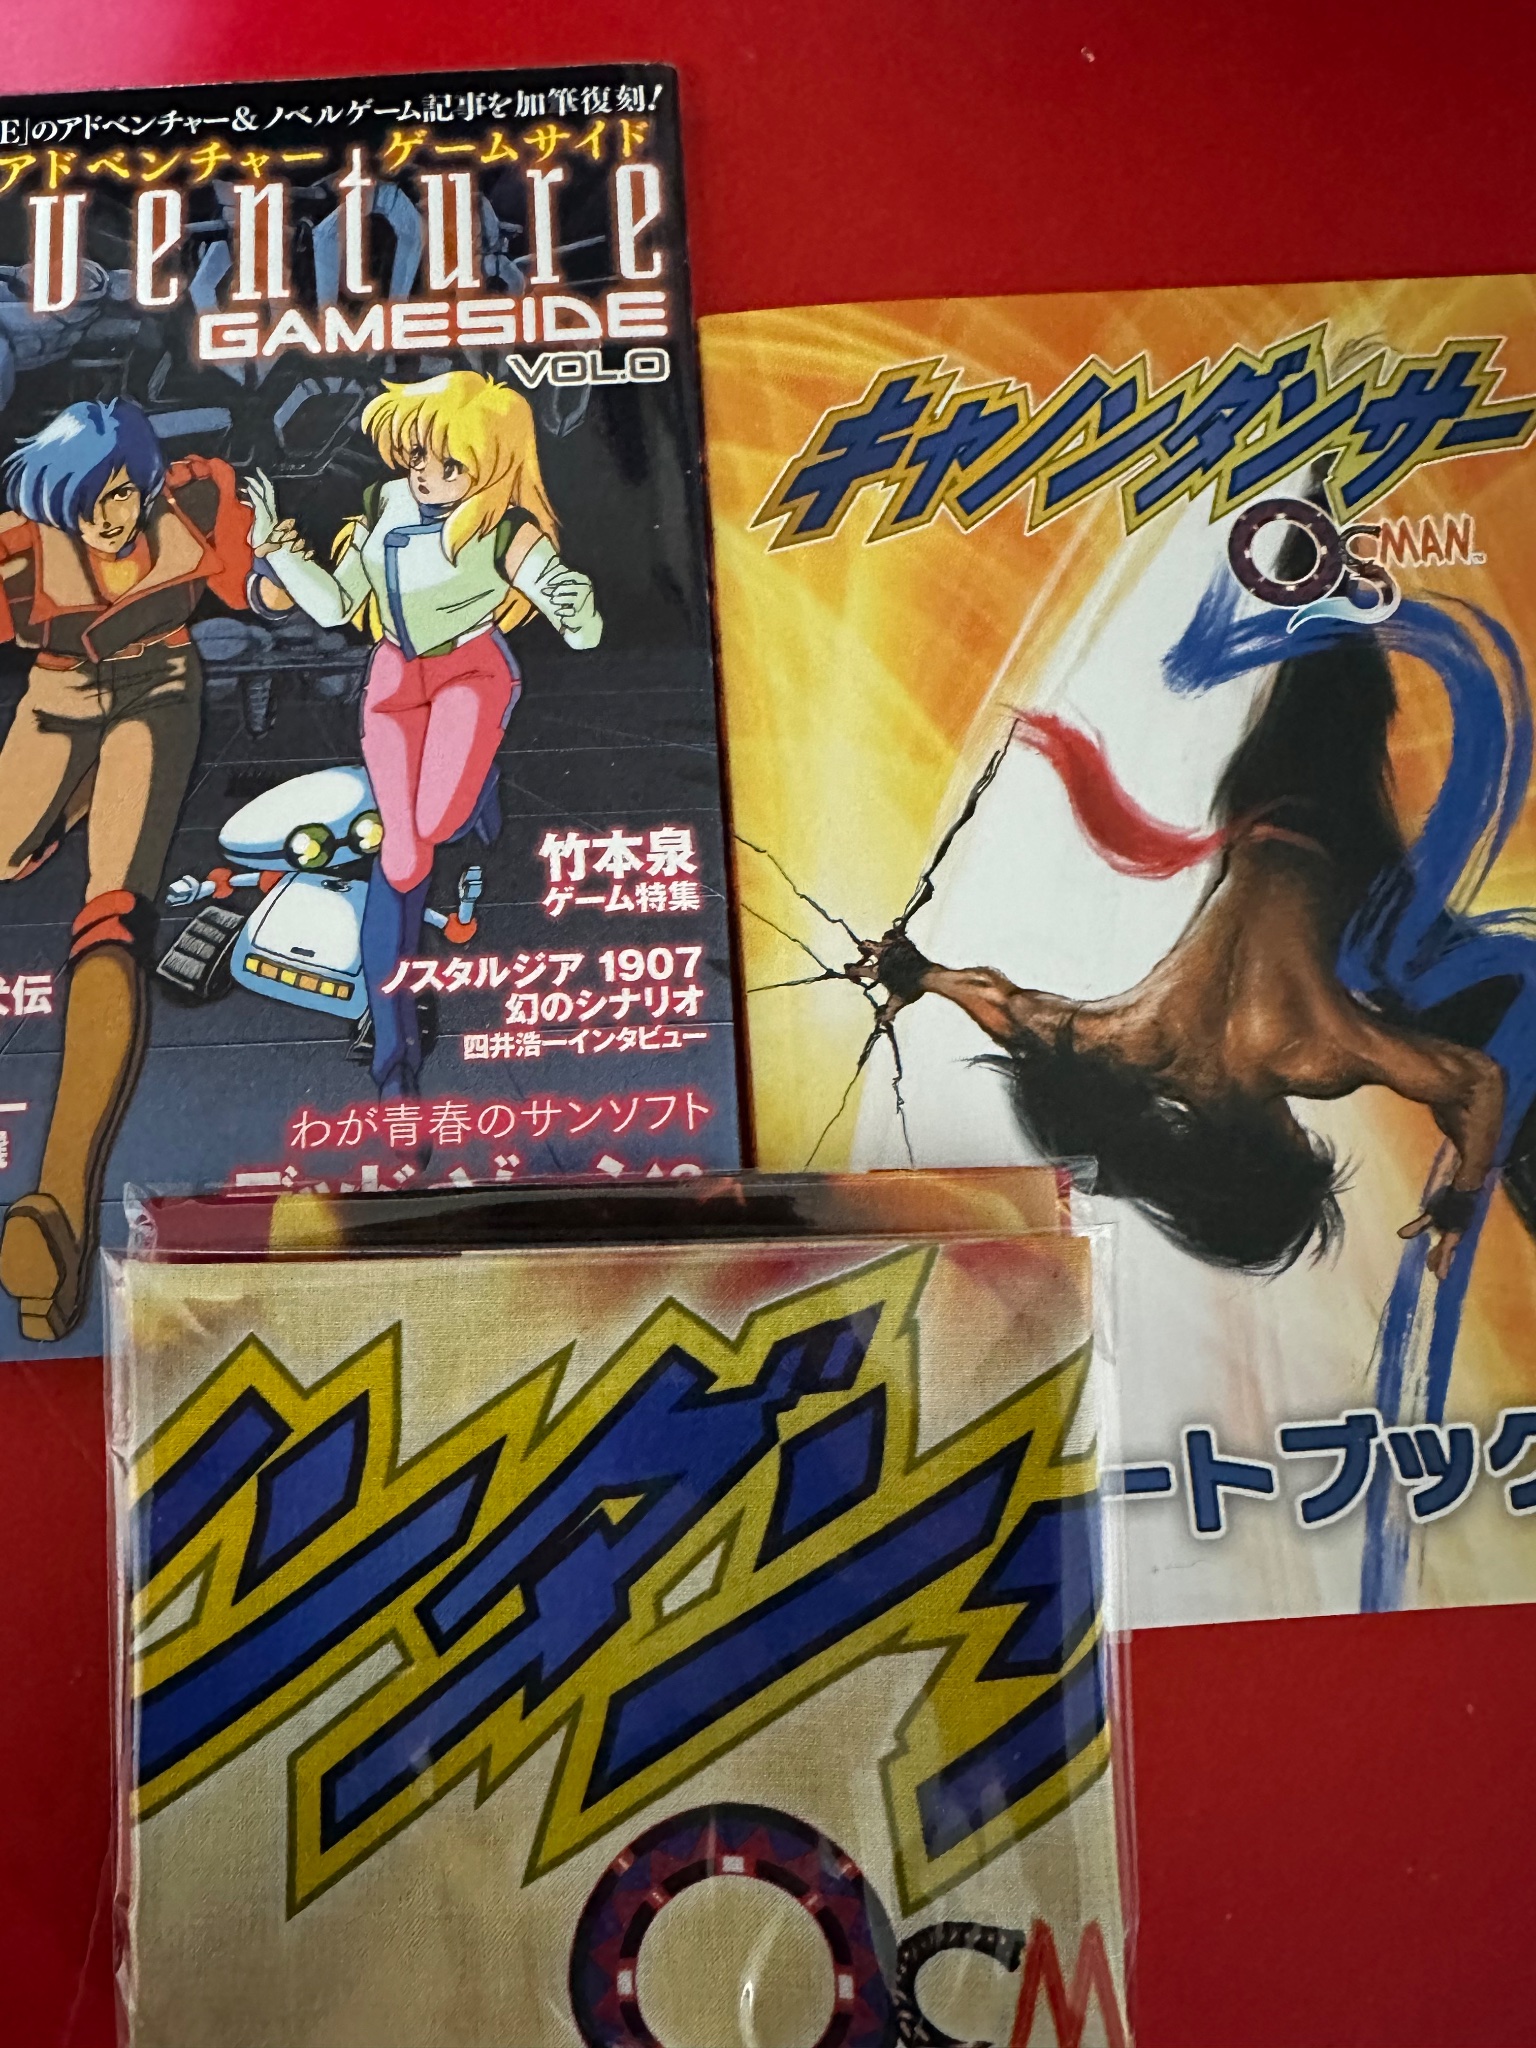 E」のアドベンチャー&ノベルゲーム記事を加筆復刻!
アドベンチャー ゲームサイド
venture
GAMESIDE
VOL.0
竹本泉
ゲーム特集
ノスタルジア 1907
幻のシナリオ
四井浩一インタビュー
犬伝
わが青春のサンソフト
キャノンダンサー
OSMAN
TM
ートブック
ンダンサ
OSM